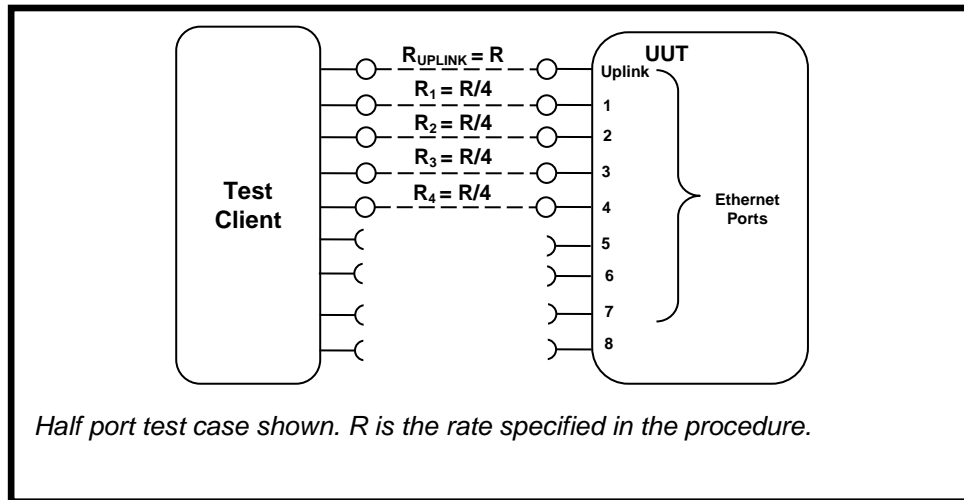 UUT
R_UPLINK = R
Uplink
R_1 = R/4
1
R_2 = R/4
2
R_3 = R/4
3
R_4 = R/4
4
Test
Client
Ethernet
Ports
5
6
7
8
Half port test case shown. R is the rate specified in the procedure.